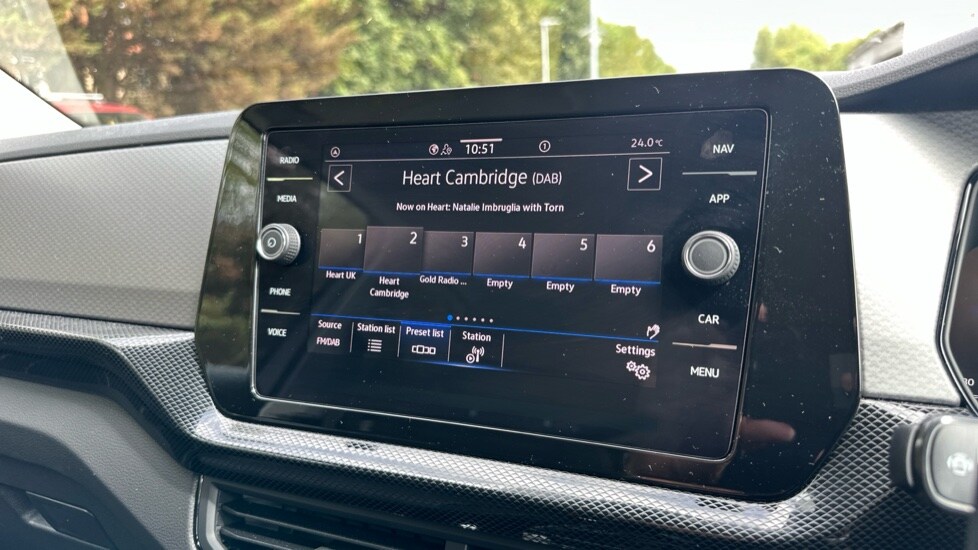 10:51
1
24.0°C
RADIO
MEDIA
PHONE
VOICE
NAV
APP
CAR
MENU
<
Heart Cambridge (DAB)
>
Now on Heart: Natalie Imbruglia with Torn
1
2
3
4
5
6
Heart UK
Heart
Cambridge
Gold Radio ...
Empty
Empty
Empty
Source
FM/DAB
Station list
Preset list
Station
Settings